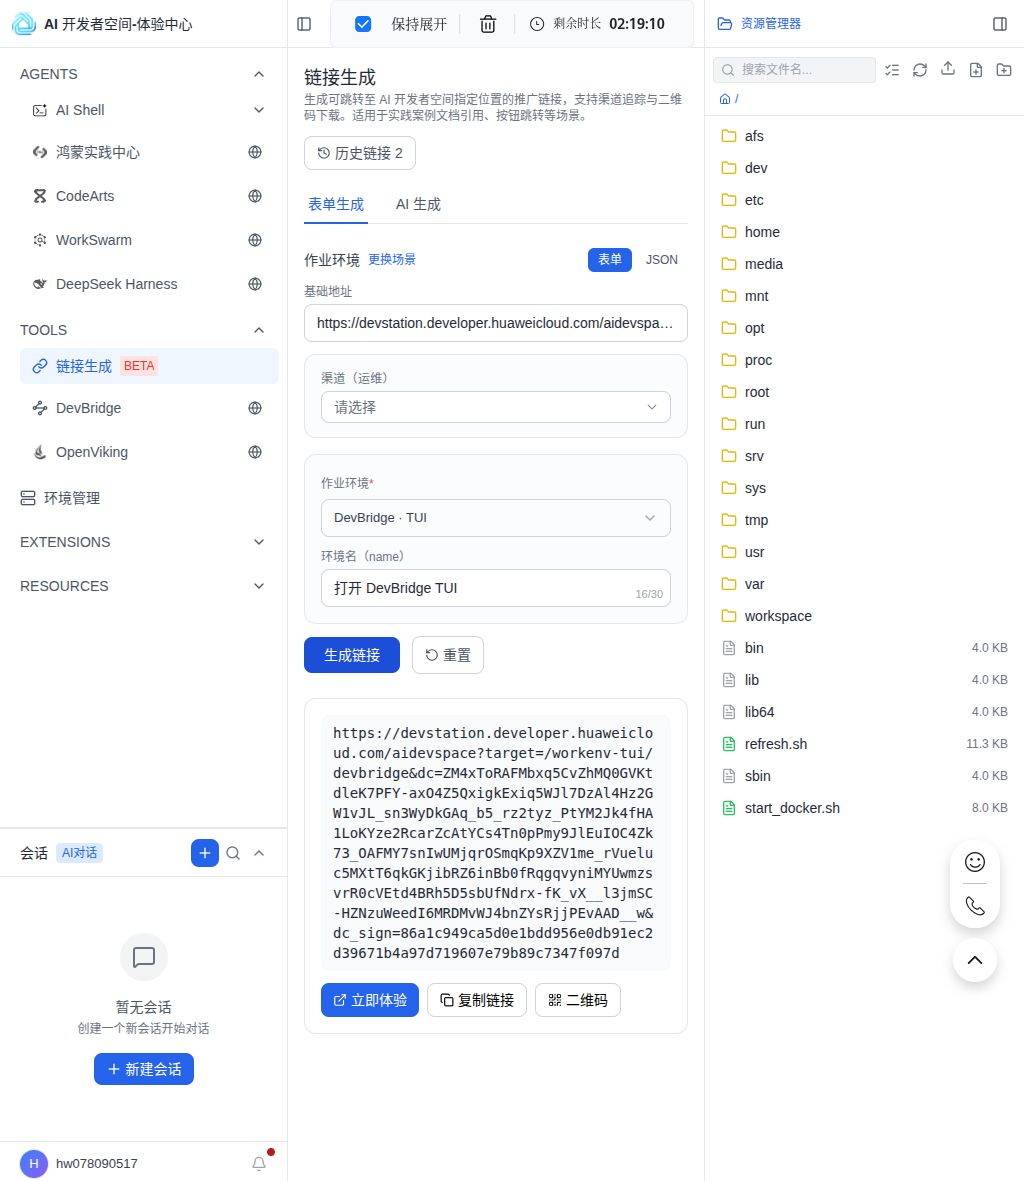 AI 开发者空间-体验中心
保持展开
剩余时长 02:19:10
资源管理器
AGENTS
AI Shell
鸿蒙实践中心
CodeArts
WorkSwarm
DeepSeek Harness
TOOLS
链接生成 BETA
DevBridge
OpenViking
环境管理
EXTENSIONS
RESOURCES
会话 AI对话
暂无会话
创建一个新会话开始对话
新建会话
H hw078090517
链接生成
生成可跳转至 AI 开发者空间指定位置的推广链接，支持渠道追踪与二维
码下载。适用于实践案例文档引用、按钮跳转等场景。
历史链接 2
表单生成 AI 生成
作业环境 更换场景 表单 JSON
基础地址
https://devstation.developer.huaweicloud.com/aidevspa…
渠道（运维）
请选择
作业环境*
DevBridge · TUI
环境名（name）
打开 DevBridge TUI
16/30
生成链接 重置
https://devstation.developer.huaweiclo
ud.com/aidevspace?target=/workenv-tui/
devbridge&dc=ZM4xToRAFMbxq5CvZhMQ0GVKt
dleK7PFY-axO4Z5QxigkExiq5WJl7DzAl4Hz2G
W1vJL_sn3WyDkGAq_b5_rz2tyz_PtYM2Jk4fHA
1LoKYze2RcarZcAtYCs4Tn0pPmy9JlEuIOC4Zk
73_OAFMY7snIwUMjqrOSmqKp9XZV1me_rVuelu
c5MXtT6qkGKjibRZ6inBb0fRqgqvyniMYUwmzs
vrR0cVEtd4BRh5D5sbUfNdrx-fK_vX__l3jmSC
-HZNzuWeedI6MRDMvWJ4bnZYsRjjPEvAAD__w&
dc_sign=86a1c949ca5d0e1bdd956e0db91ec2
d39671b4a97d719607e79b89c7347f097d
立即体验 复制链接 二维码
搜索文件名...
/
afs
dev
etc
home
media
mnt
opt
proc
root
run
srv
sys
tmp
usr
var
workspace
bin 4.0 KB
lib 4.0 KB
lib64 4.0 KB
refresh.sh 11.3 KB
sbin 4.0 KB
start_docker.sh 8.0 KB